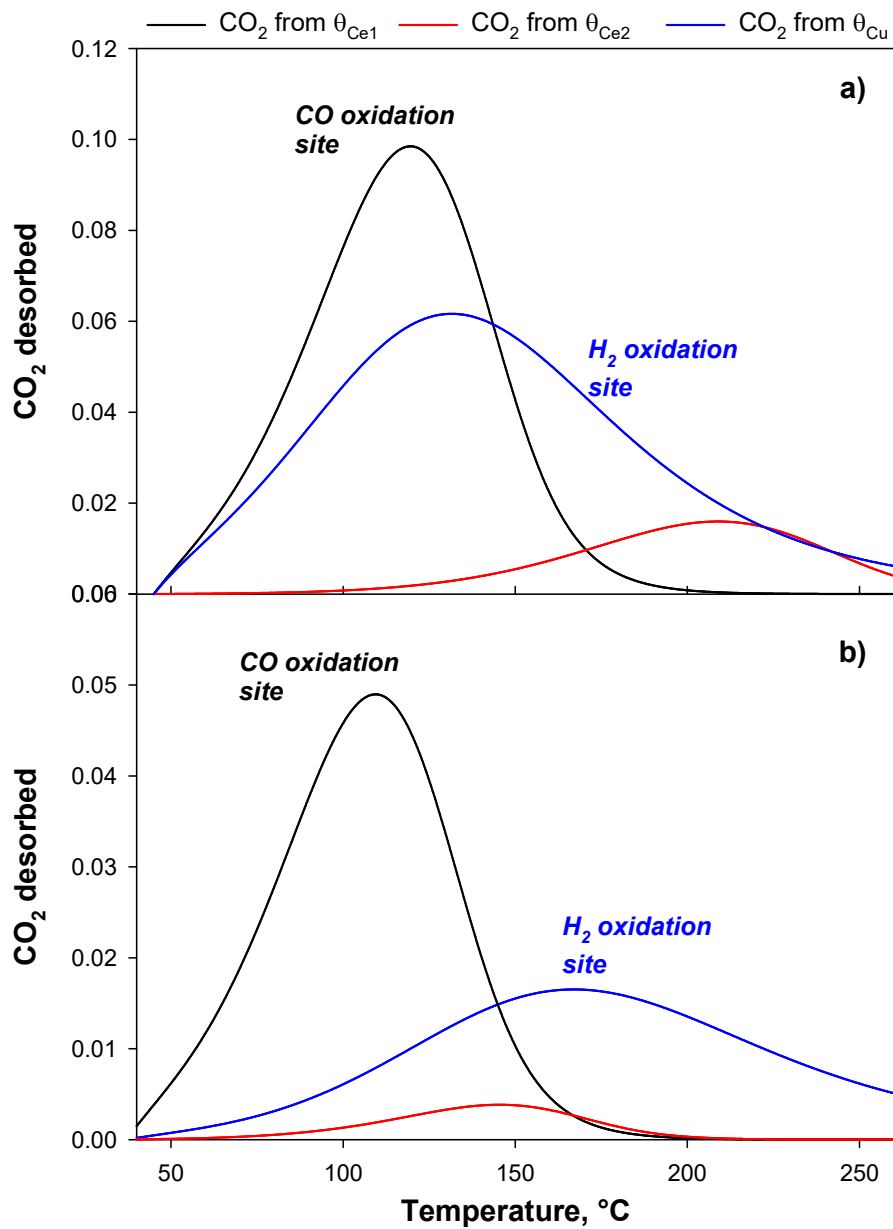 CO₂ from θCe1 CO₂ from θCe2 CO₂ from θCu
0.12
a)
CO oxidation
site
0.10
0.08
CO₂ desorbed
0.06
H₂ oxidation
site
0.04
0.02
0.00
0.06
b)
CO oxidation
site
0.05
0.04
CO₂ desorbed
0.03
H₂ oxidation
site
0.02
0.01
0.00
50 100 150 200 250
Temperature, °C